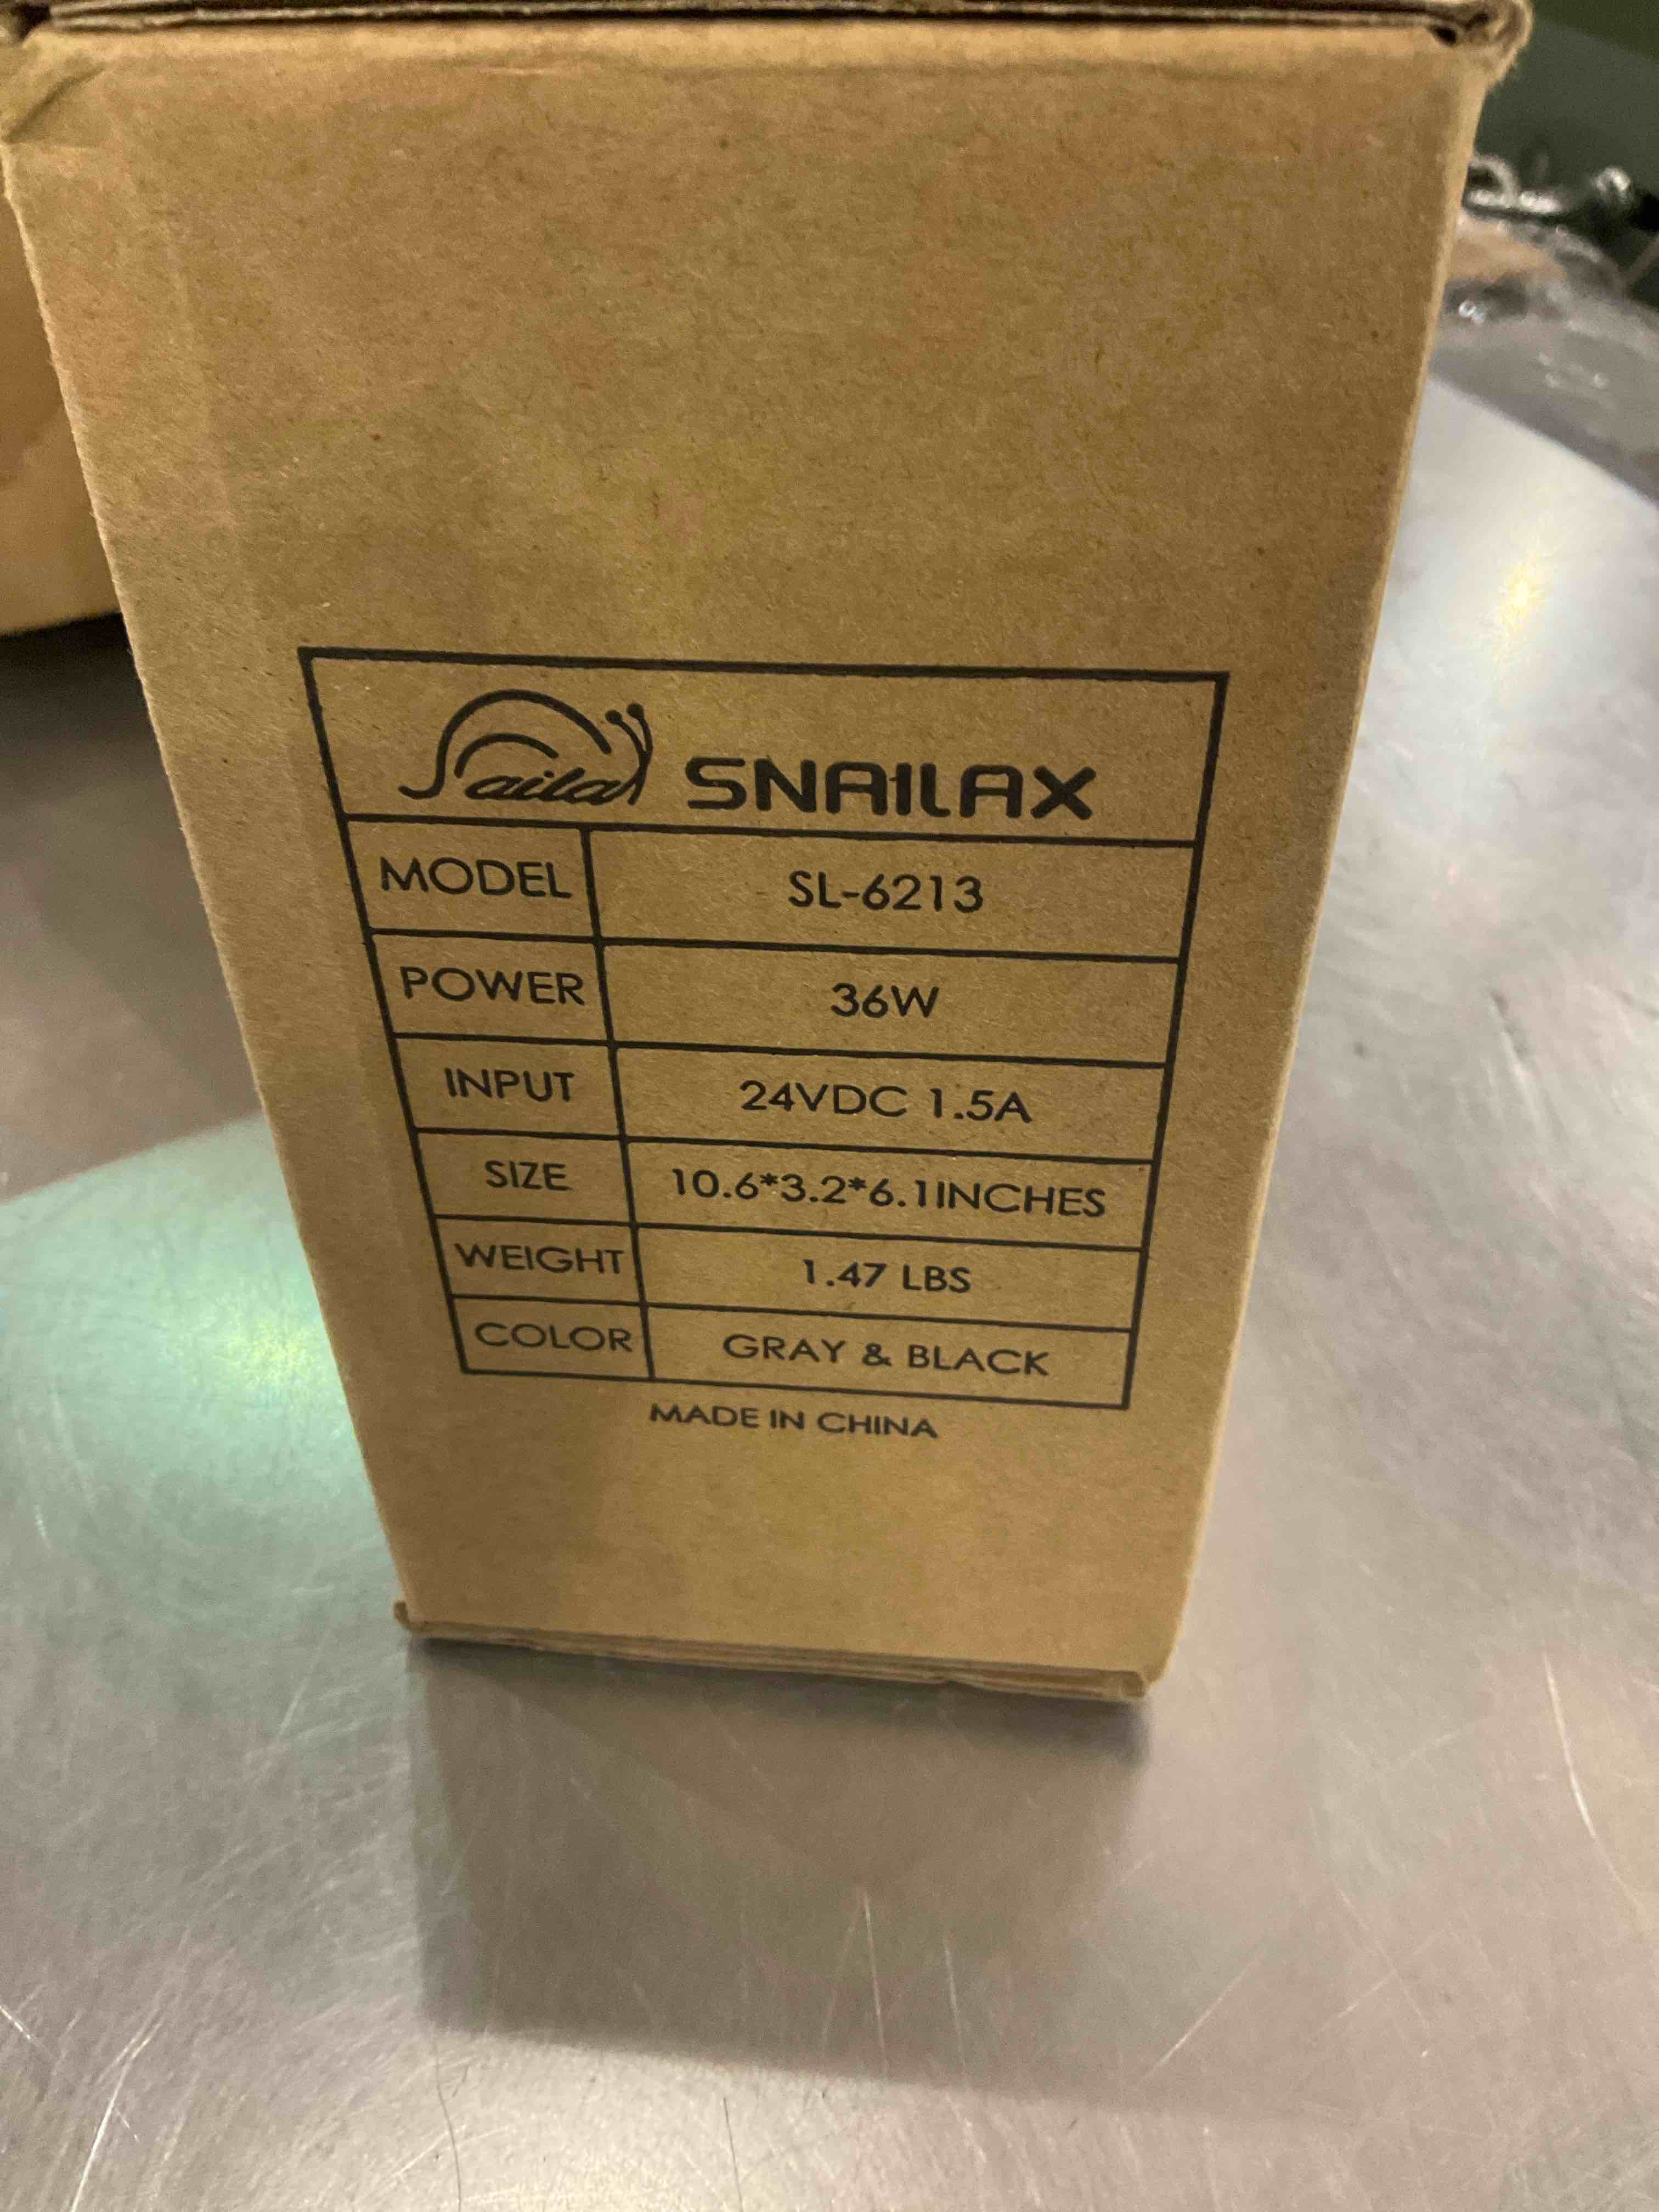 Snailax SNAILAX
MODEL SL-6213
POWER 36W
INPUT 24VDC 1.5A
SIZE 10.6*3.2*6.1INCHES
WEIGHT 1.47 LBS
COLOR GRAY & BLACK
MADE IN CHINA